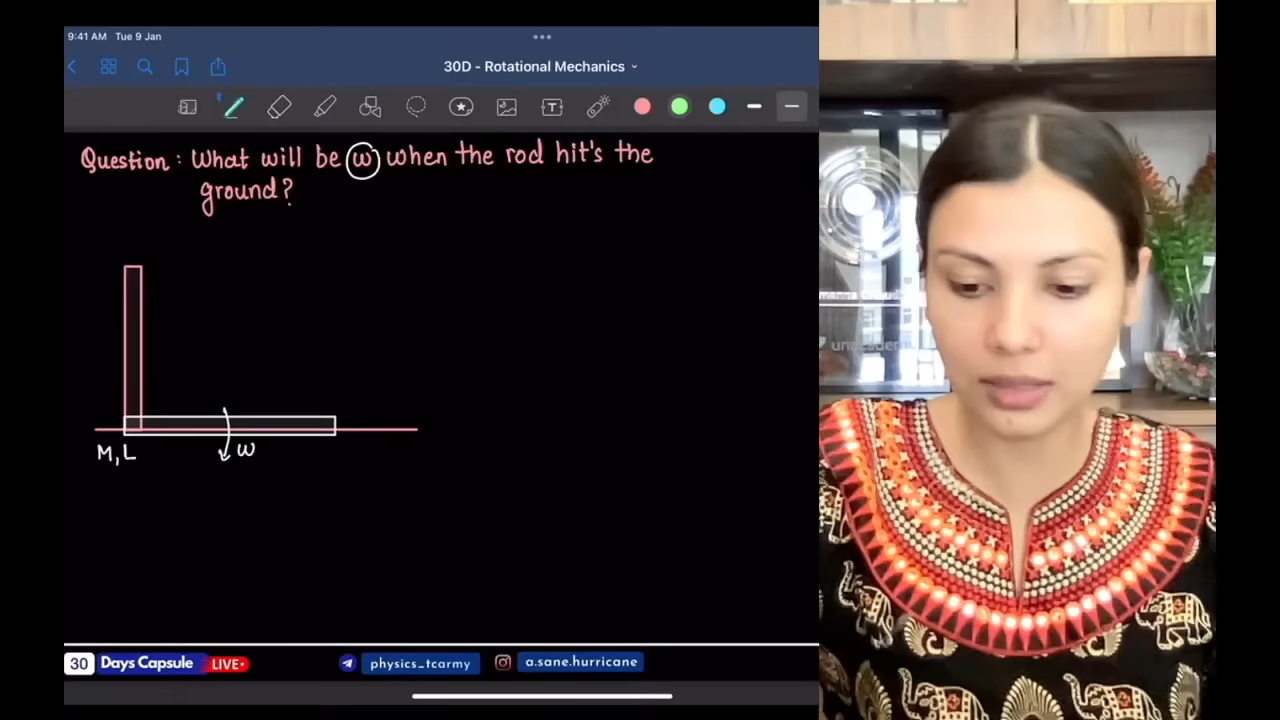 9:41 AM Tue 9 Jan
30D - Rotational Mechanics
Question : What will be ω when the rod hit's the
ground?
M, L
ω
30 Days Capsule LIVE
physics_tcarmy
a.sane.hurricane